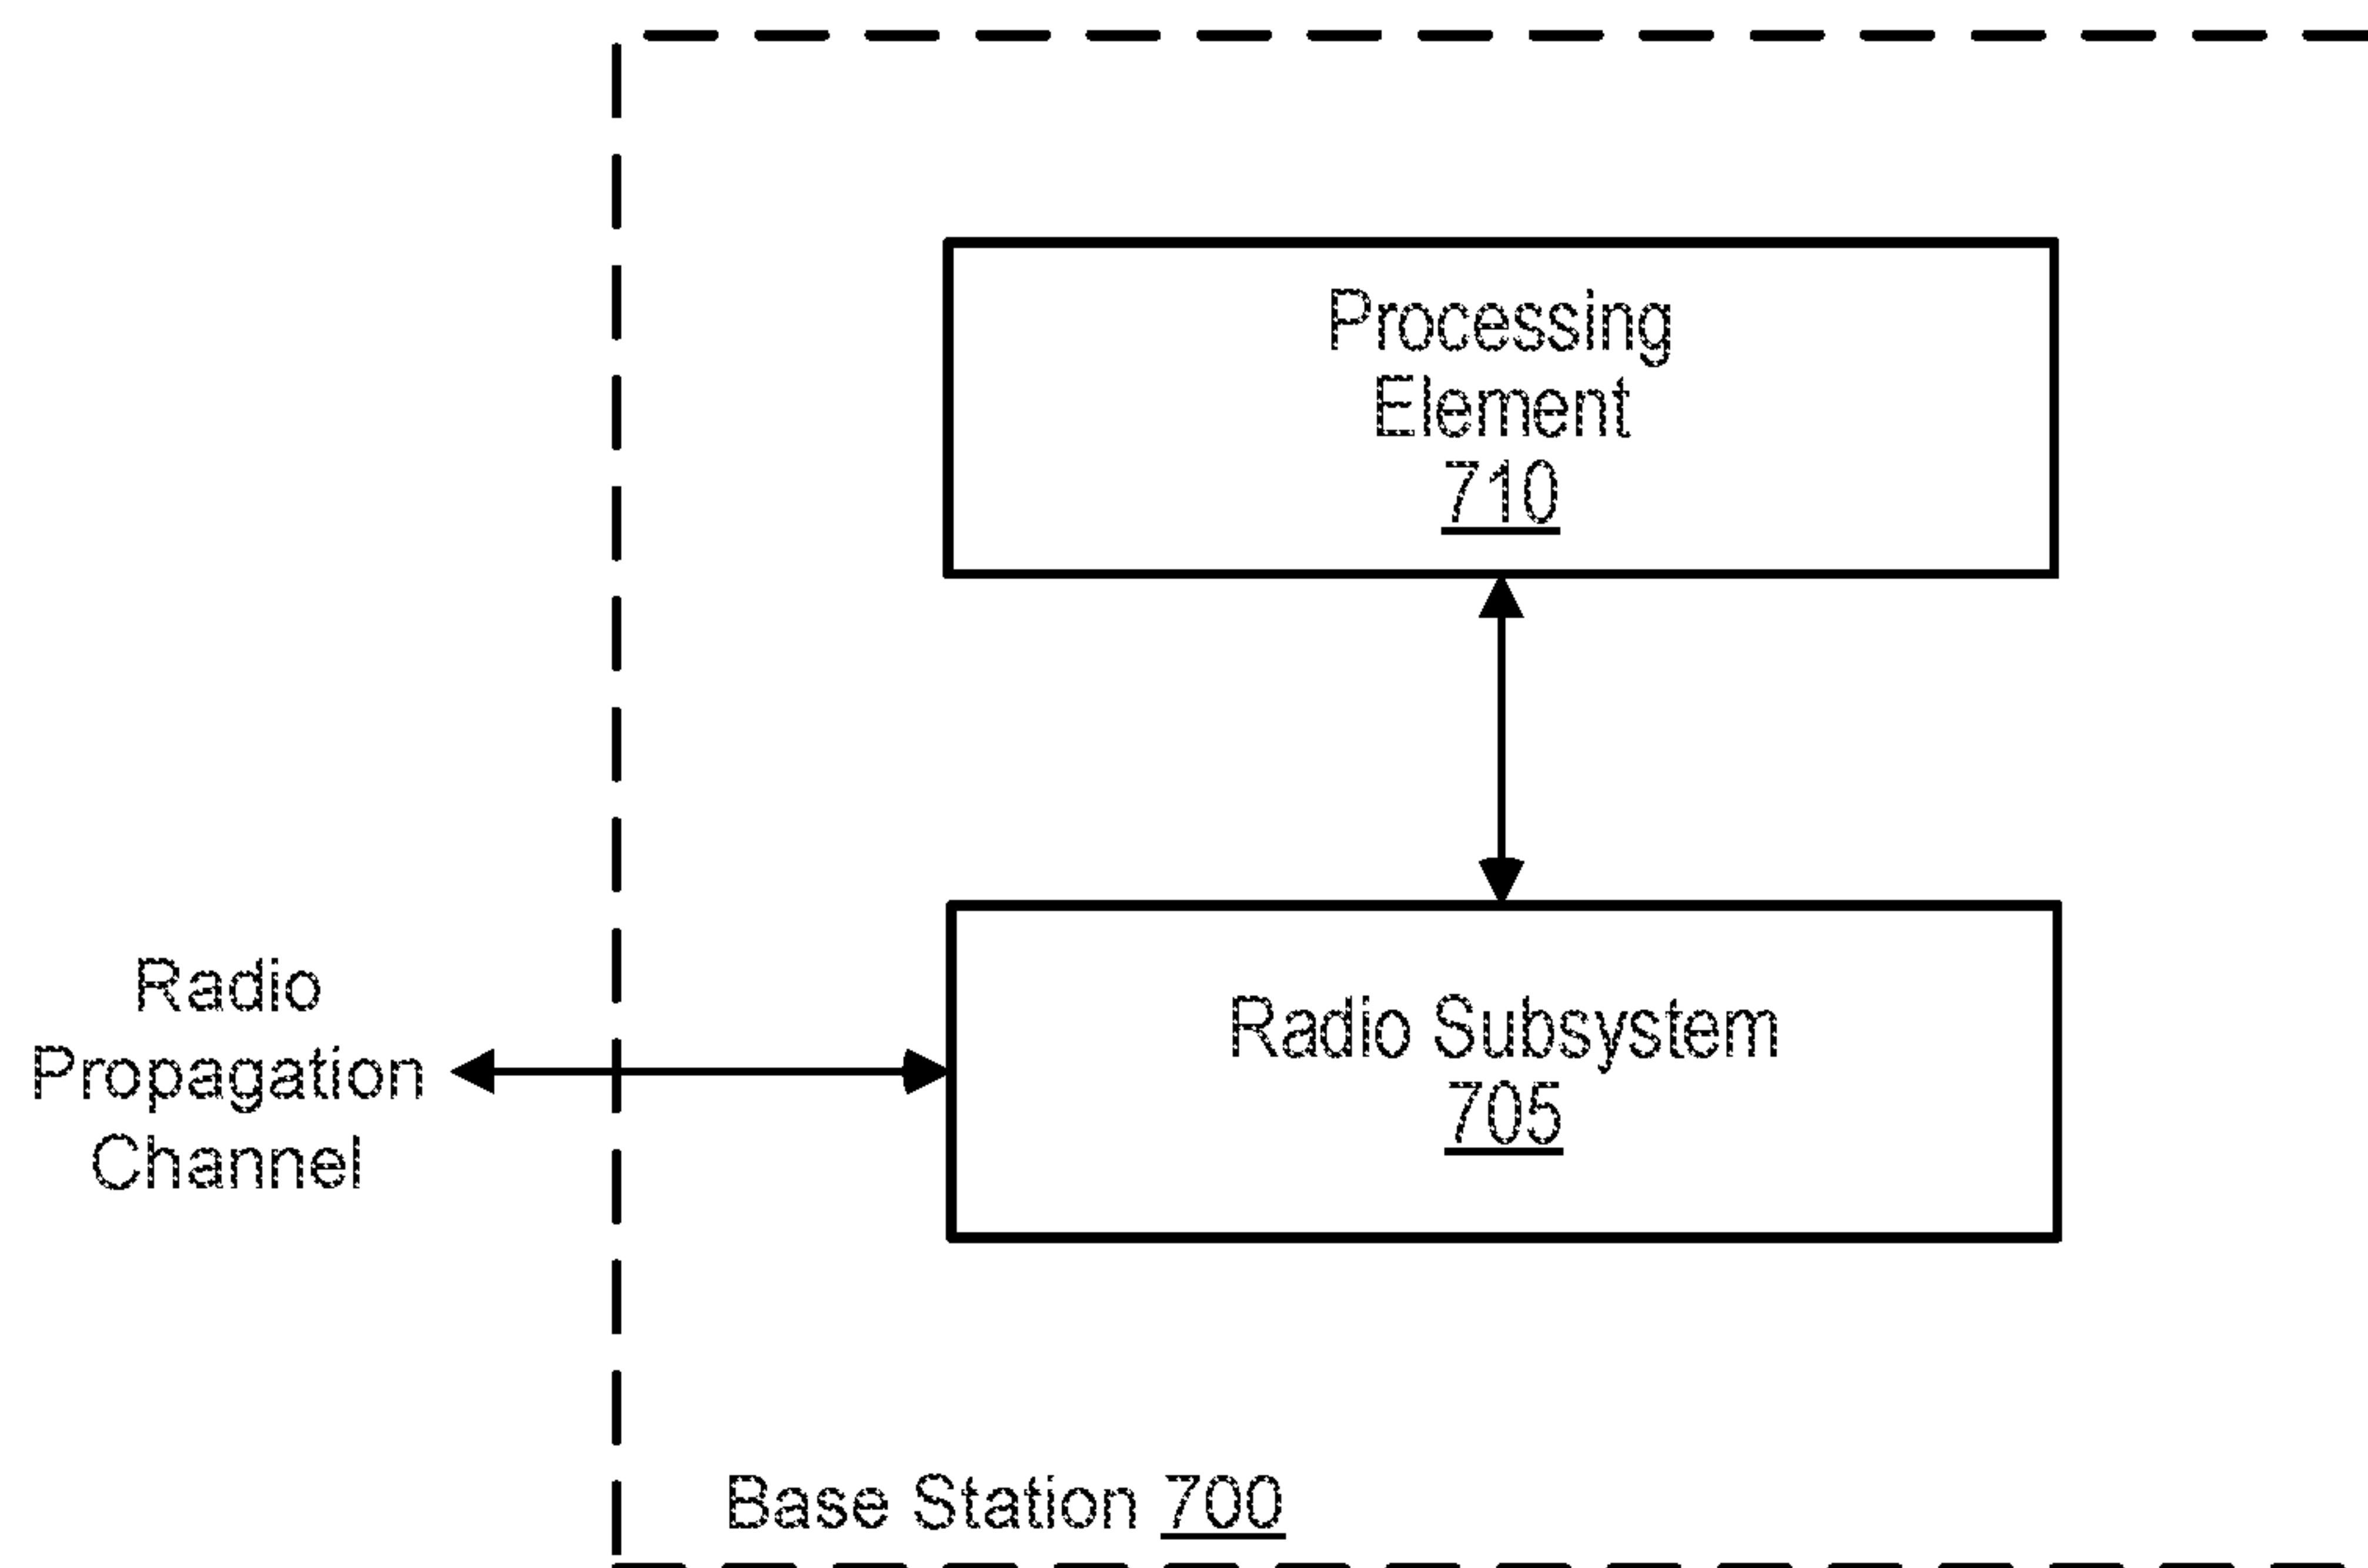 Processing
Element
710
Radio
Propagation
Channel
Radio Subsystem
705
Base Station 700